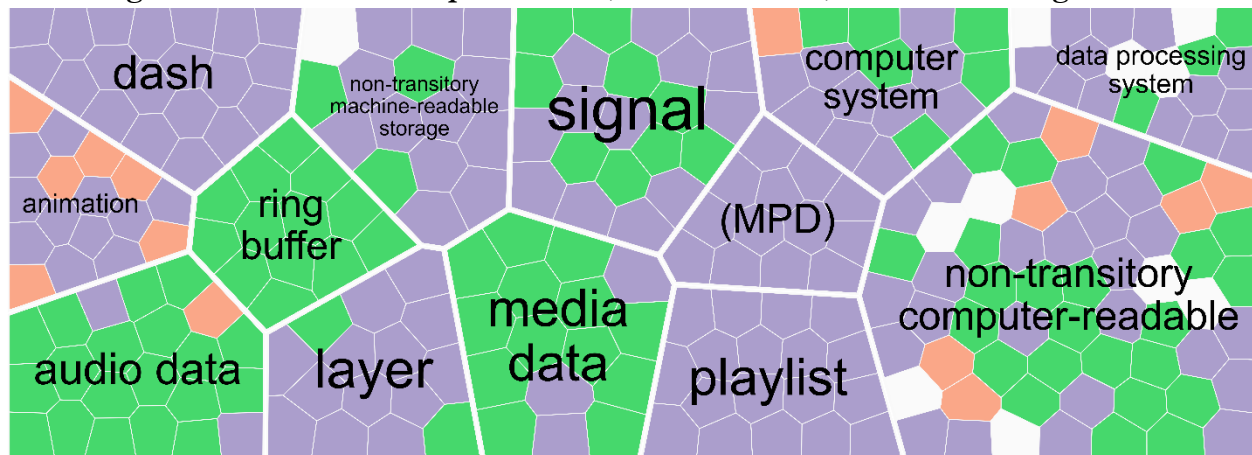 dash
non-transitory
machine-readable
storage
signal
computer
system
data processing
system
animation
ring
buffer
(MPD)
non-transitory
computer-readable
audio data
layer
media
data
playlist